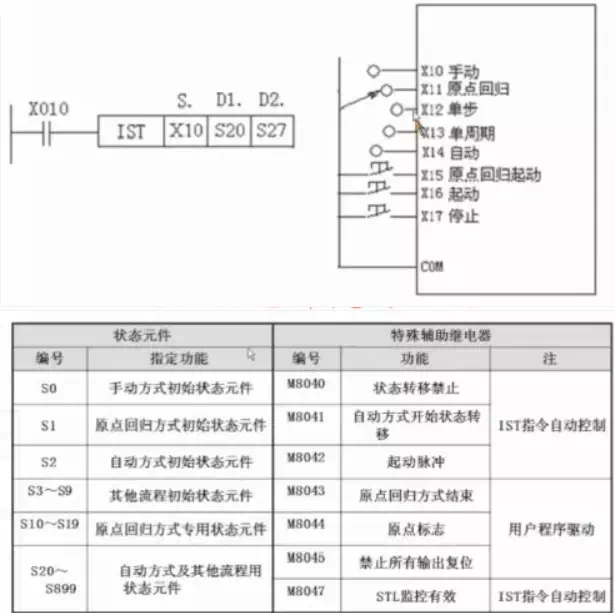 X010
S. D1. D2.
IST X10 S20 S27
X10 手动
X11 原点回归
X12 单步
X13 单周期
X14 自动
X15 原点回归起动
X16 起动
X17 停止
COM
状态元件 特殊辅助继电器
编号 指定功能 编号 功能 注
S0 手动方式初始状态元件 M8040 状态转移禁止 IST指令自动控制
S1 原点回归方式初始状态元件 M8041 自动方式开始状态转
移
S2 自动方式初始状态元件 M8042 起动脉冲
S3～S9 其他流程初始状态元件 M8043 原点回归方式结束 用户程序驱动
S10～S19 原点回归方式专用状态元件 M8044 原点标志
S20～
S899
自动方式及其他流程用
状态元件
M8045 禁止所有输出复位
M8047 STL监控有效 IST指令自动控制